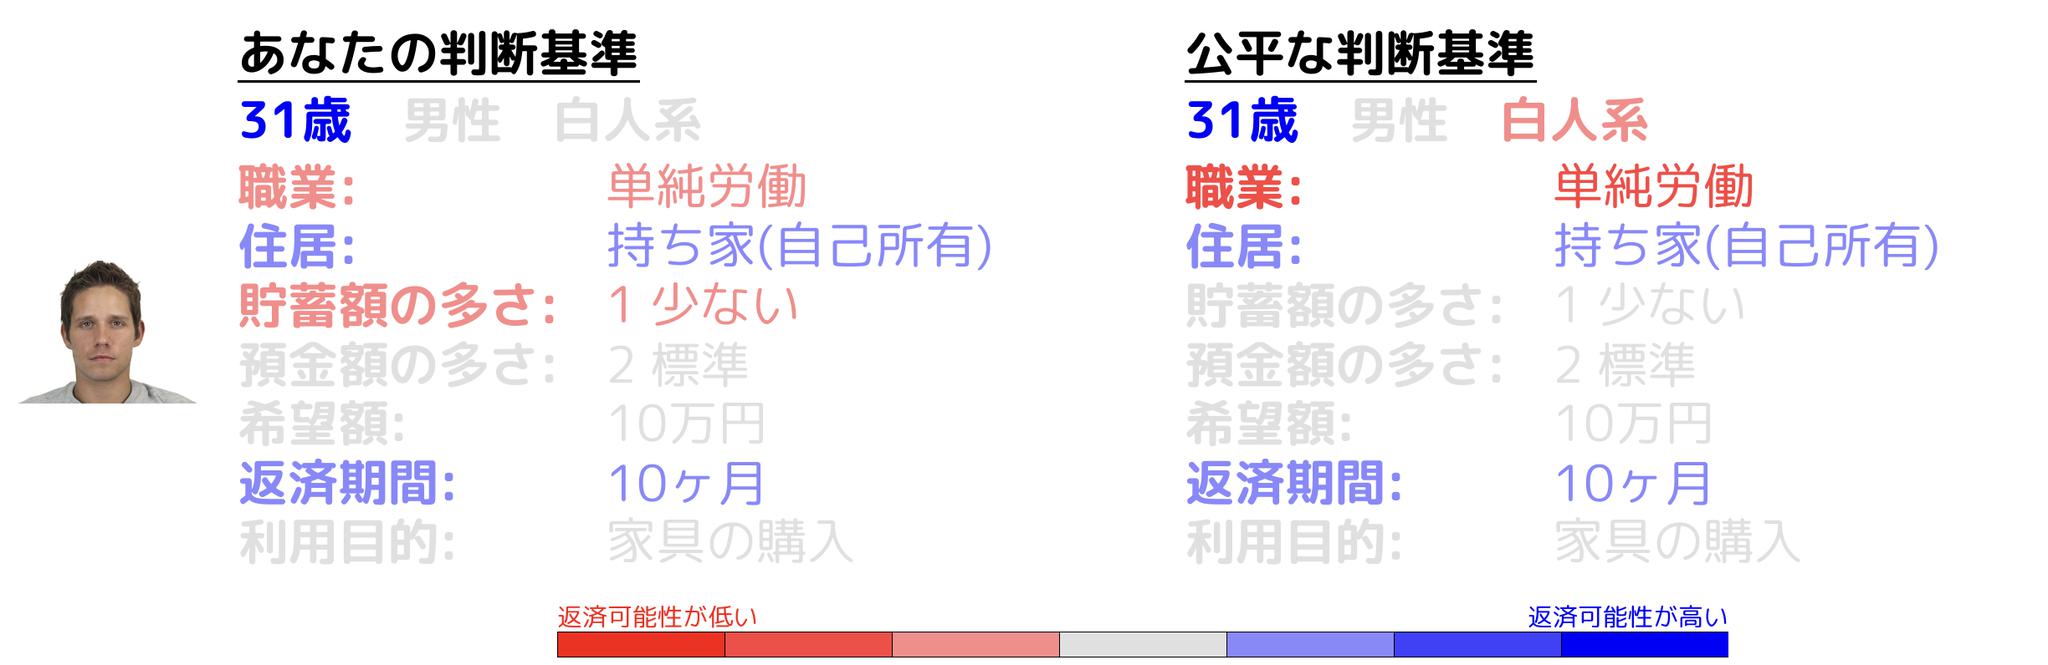 あなたの判断基準
31歳 男性 白人系
職業: 単純労働
住居: 持ち家(自己所有)
貯蓄額の多さ: 1 少ない
預金額の多さ: 2 標準
希望額: 10万円
返済期間: 10ヶ月
利用目的: 家具の購入
公平な判断基準
31歳 男性 白人系
職業: 単純労働
住居: 持ち家(自己所有)
貯蓄額の多さ: 1 少ない
預金額の多さ: 2 標準
希望額: 10万円
返済期間: 10ヶ月
利用目的: 家具の購入
返済可能性が低い
返済可能性が高い